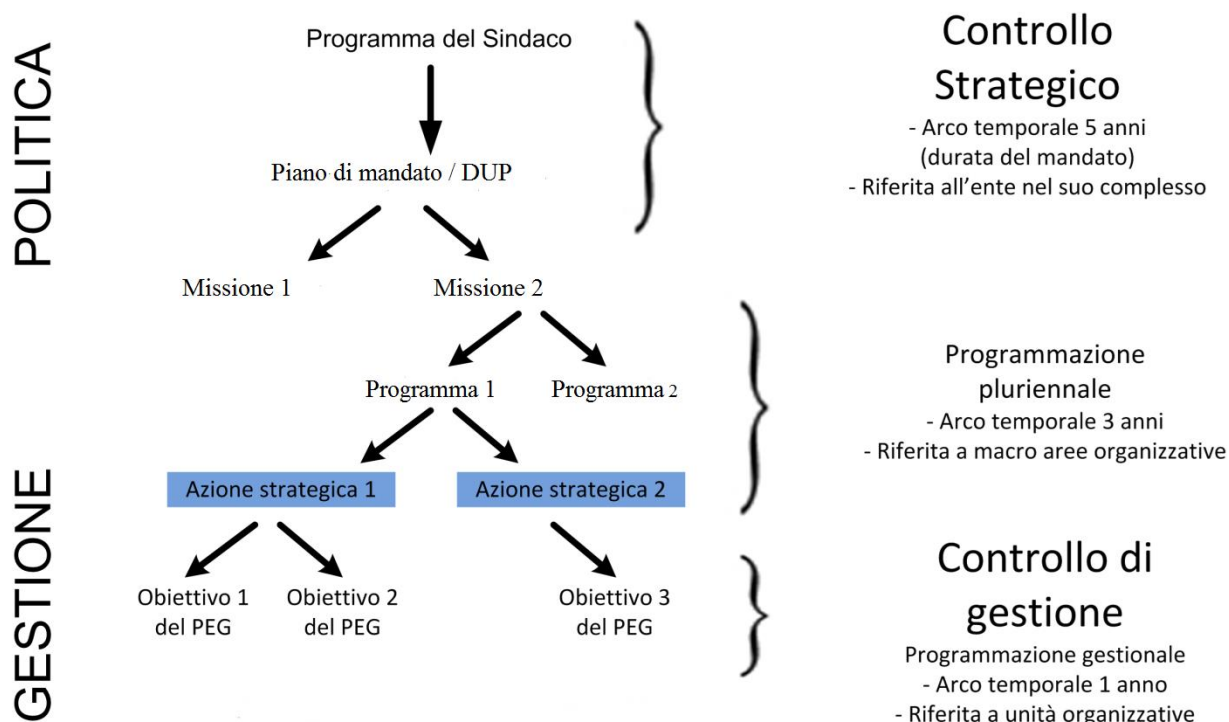 POLITICA
Programma del Sindaco
Piano di mandato / DUP
Missione 1
Missione 2
Programma 1
Programma 2
GESTIONE
Azione strategica 1
Azione strategica 2
Obiettivo 1
del PEG
Obiettivo 2
del PEG
Obiettivo 3
del PEG
Controllo
Strategico
- Arco temporale 5 anni
(durata del mandato)
- Riferita all'ente nel suo complesso
Programmazione
pluriennale
- Arco temporale 3 anni
- Riferita a macro aree organizzative
Controllo di
gestione
Programmazione gestionale
- Arco temporale 1 anno
- Riferita a unità organizzative